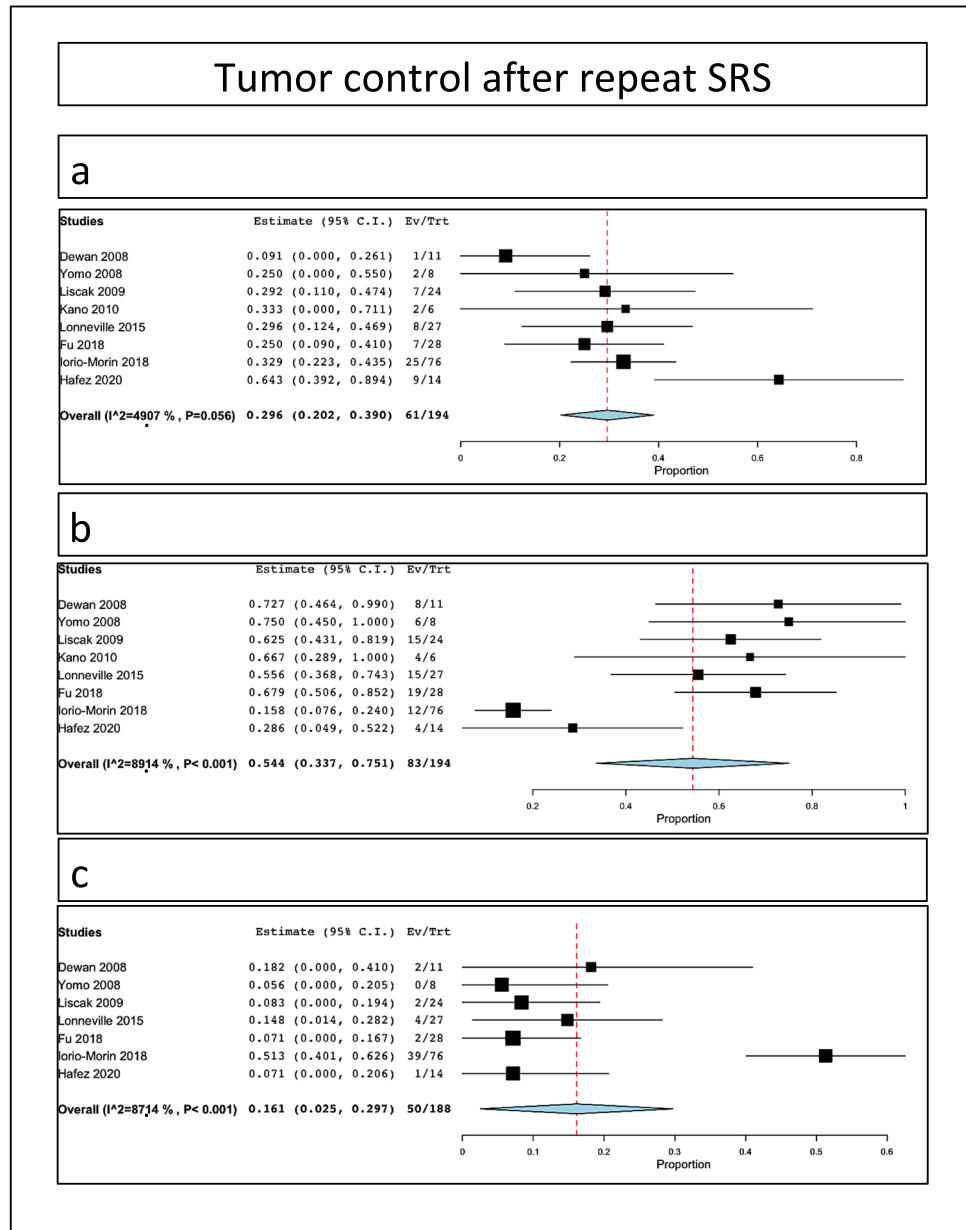 Tumor control after repeat SRS
a
Studies Estimate (95% C.I.) Ev/Trt
Dewan 2008 0.091 (0.000, 0.261) 1/11
Yomo 2008 0.250 (0.000, 0.550) 2/8
Liscak 2009 0.292 (0.110, 0.474) 7/24
Kano 2010 0.333 (0.000, 0.711) 2/6
Lonneville 2015 0.296 (0.124, 0.469) 8/27
Fu 2018 0.250 (0.090, 0.410) 7/28
Iorio-Morin 2018 0.329 (0.223, 0.435) 25/76
Hafez 2020 0.643 (0.392, 0.894) 9/14
Overall (I^2=4907 % , P=0.056) 0.296 (0.202, 0.390) 61/194
0 0.2 0.4 0.6 0.8
Proportion
b
Studies Estimate (95% C.I.) Ev/Trt
Dewan 2008 0.727 (0.464, 0.990) 8/11
Yomo 2008 0.750 (0.450, 1.000) 6/8
Liscak 2009 0.625 (0.431, 0.819) 15/24
Kano 2010 0.667 (0.289, 1.000) 4/6
Lonneville 2015 0.556 (0.368, 0.743) 15/27
Fu 2018 0.679 (0.506, 0.852) 19/28
Iorio-Morin 2018 0.158 (0.076, 0.240) 12/76
Hafez 2020 0.286 (0.049, 0.522) 4/14
Overall (I^2=8914 % , P< 0.001) 0.544 (0.337, 0.751) 83/194
0.2 0.4 0.6 0.8 1
Proportion
c
Studies Estimate (95% C.I.) Ev/Trt
Dewan 2008 0.182 (0.000, 0.410) 2/11
Yomo 2008 0.056 (0.000, 0.205) 0/8
Liscak 2009 0.083 (0.000, 0.194) 2/24
Lonneville 2015 0.148 (0.014, 0.282) 4/27
Fu 2018 0.071 (0.000, 0.167) 2/28
Iorio-Morin 2018 0.513 (0.401, 0.626) 39/76
Hafez 2020 0.071 (0.000, 0.206) 1/14
Overall (I^2=8714 % , P< 0.001) 0.161 (0.025, 0.297) 50/188
0 0.1 0.2 0.3 0.4 0.5 0.6
Proportion